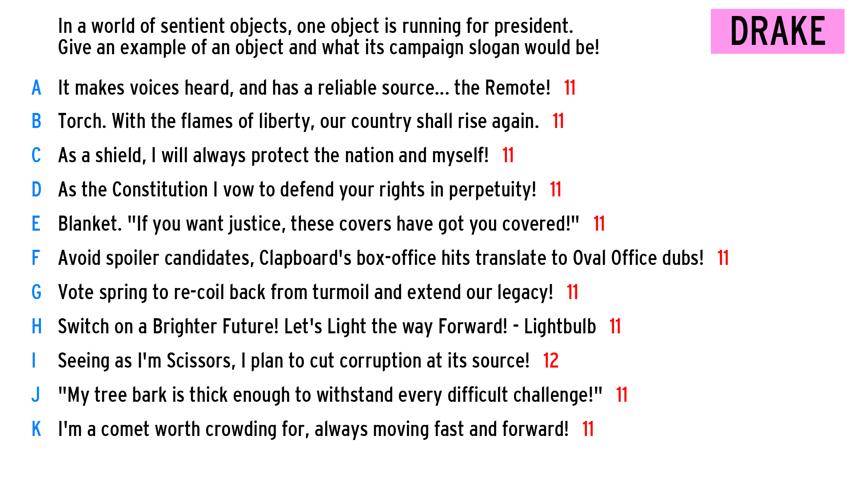 In a world of sentient objects, one object is running for president.
Give an example of an object and what its campaign slogan would be!
DRAKE
A It makes voices heard, and has a reliable source... the Remote! 11
B Torch. With the flames of liberty, our country shall rise again. 11
C As a shield, I will always protect the nation and myself! 11
D As the Constitution I vow to defend your rights in perpetuity! 11
E Blanket. "If you want justice, these covers have got you covered!" 11
F Avoid spoiler candidates, Clapboard's box-office hits translate to Oval Office dubs! 11
G Vote spring to re-coil back from turmoil and extend our legacy! 11
H Switch on a Brighter Future! Let's Light the way Forward! - Lightbulb 11
I Seeing as I'm Scissors, I plan to cut corruption at its source! 12
J "My tree bark is thick enough to withstand every difficult challenge!" 11
K I'm a comet worth crowding for, always moving fast and forward! 11